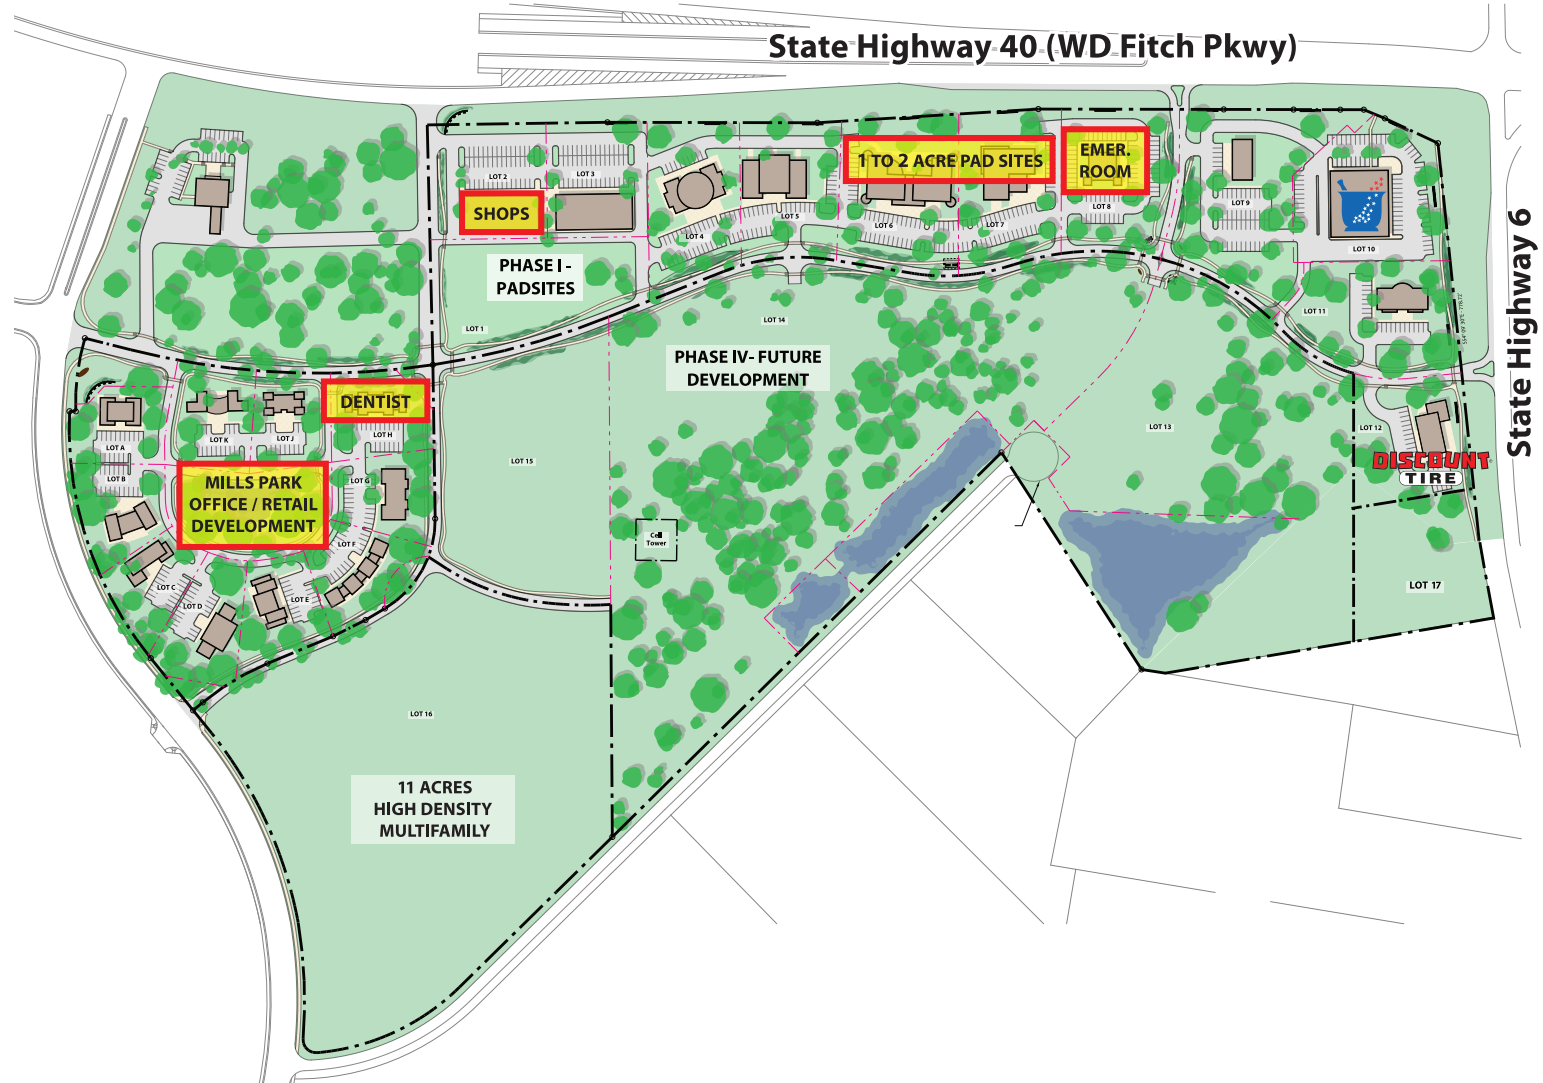 State Highway 40 (WD Fitch Pkwy)
State Highway 6
1 TO 2 ACRE PAD SITES
EMER.
ROOM
LOT 2
LOT 3
SHOPS
LOT 4
LOT 5
LOT 6
LOT 7
LOT 8
LOT 9
LOT 10
PHASE I -
PADSITES
LOT 1
LOT 14
LOT 11
PHASE IV- FUTURE
DEVELOPMENT
DENTIST
LOT A
LOT B
LOT K
LOT J
LOT H
LOT G
LOT 15
LOT 13
LOT 12
DISCOUNT
TIRE
MILLS PARK
OFFICE / RETAIL
DEVELOPMENT
LOT F
Cell
Tower
LOT C
LOT D
LOT E
LOT 17
LOT 16
11 ACRES
HIGH DENSITY
MULTIFAMILY